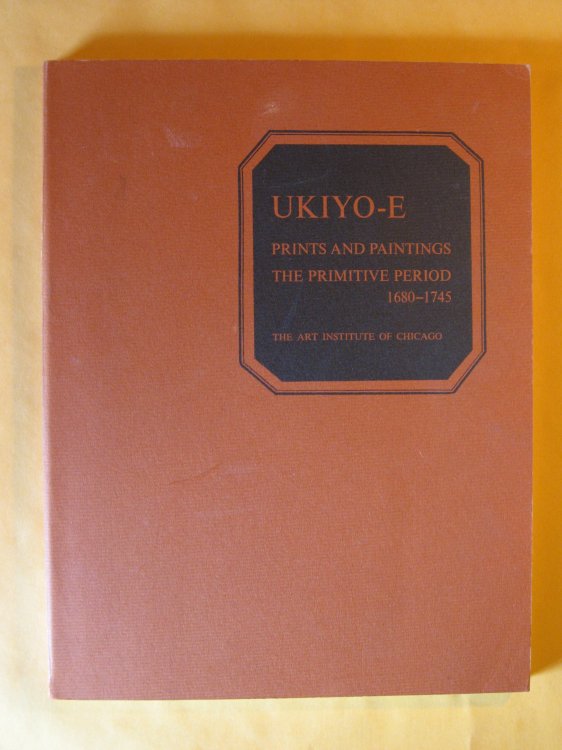 UKIYO-E
PRINTS AND PAINTINGS
THE PRIMITIVE PERIOD
1680–1745
THE ART INSTITUTE OF CHICAGO